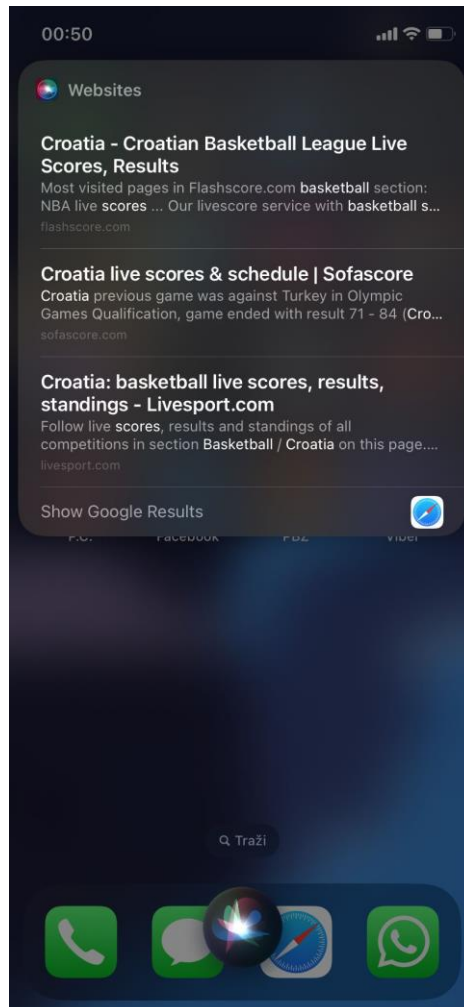 00:50
Websites
Croatia - Croatian Basketball League Live
Scores, Results
Most visited pages in Flashscore.com basketball section:
NBA live scores ... Our livescore service with basketball s...
flashscore.com
Croatia live scores & schedule | Sofascore
Croatia previous game was against Turkey in Olympic
Games Qualification, game ended with result 71 - 84 (Cro...
sofascore.com
Croatia: basketball live scores, results,
standings - Livesport.com
Follow live scores, results and standings of all
competitions in section Basketball / Croatia on this page....
livesport.com
Show Google Results
P.C. Facebook PBZ Viber
Traži